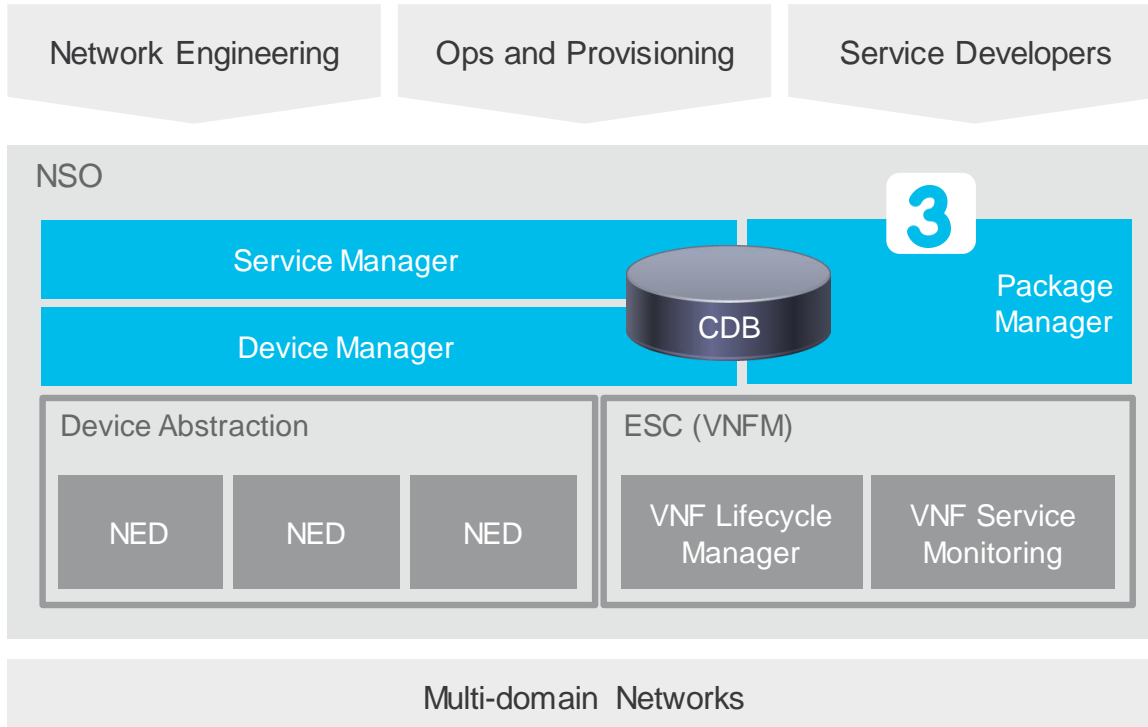 Network Engineering
Ops and Provisioning
Service Developers
NSO
3
Service Manager
Package
Manager
CDB
Device Manager
Device Abstraction
ESC (VNFM)
NED
NED
NED
VNF Lifecycle
Manager
VNF Service
Monitoring
Multi-domain Networks